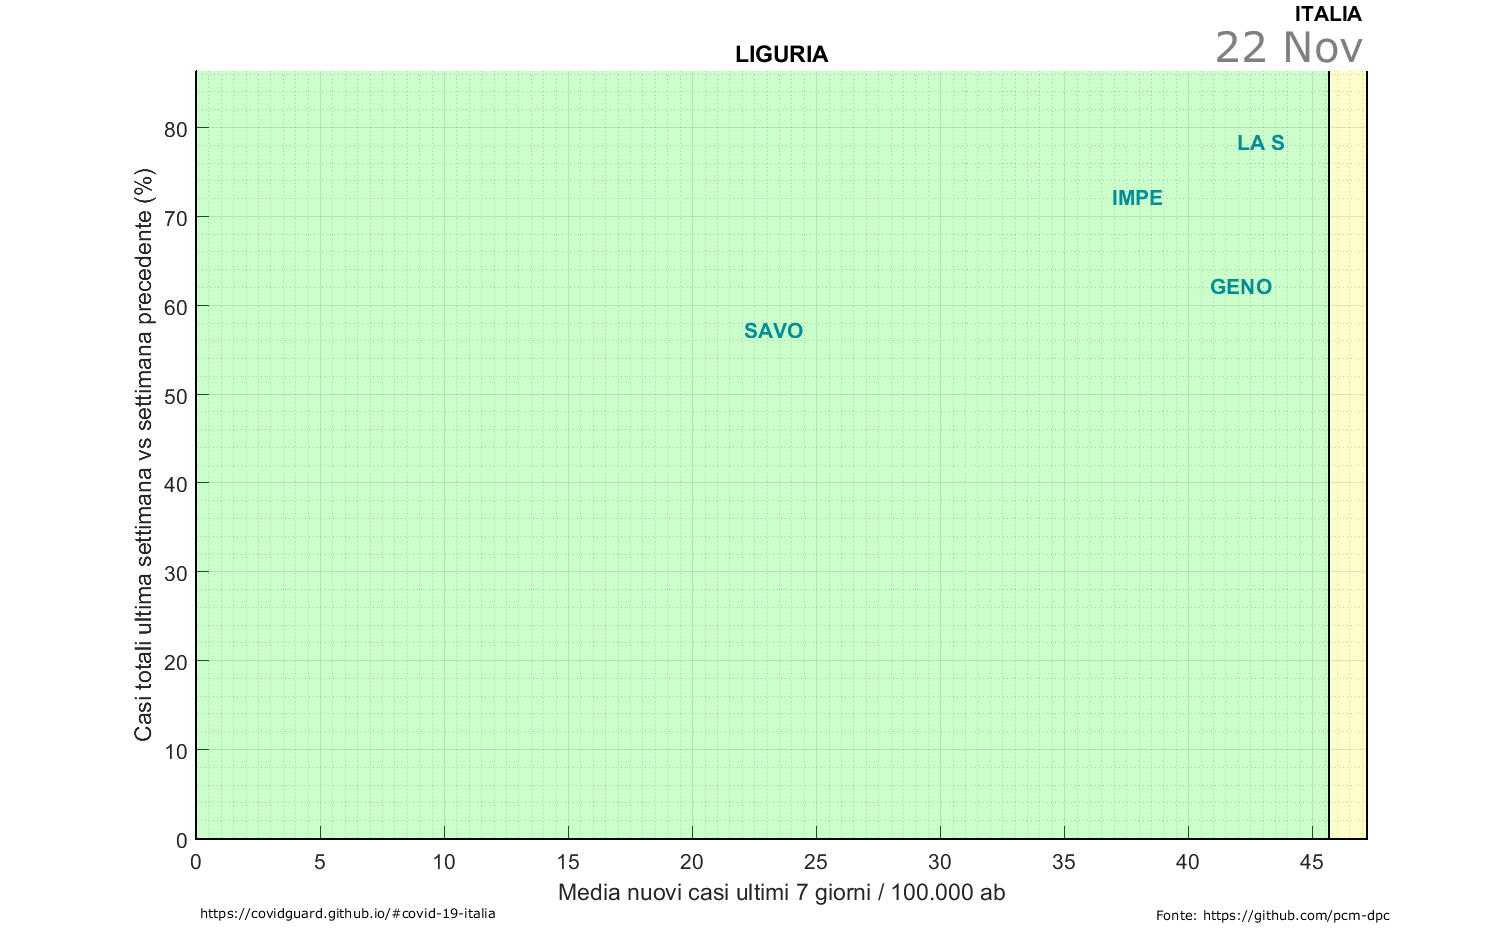 ITALIA
22 Nov
LIGURIA
Casi totali ultima settimana vs settimana precedente (%)
80
70
60
50
40
30
20
10
0
LA S
IMPE
GENO
SAVO
0 5 10 15 20 25 30 35 40 45
Media nuovi casi ultimi 7 giorni / 100.000 ab
https://covidguard.github.io/#covid-19-italia
Fonte: https://github.com/pcm-dpc